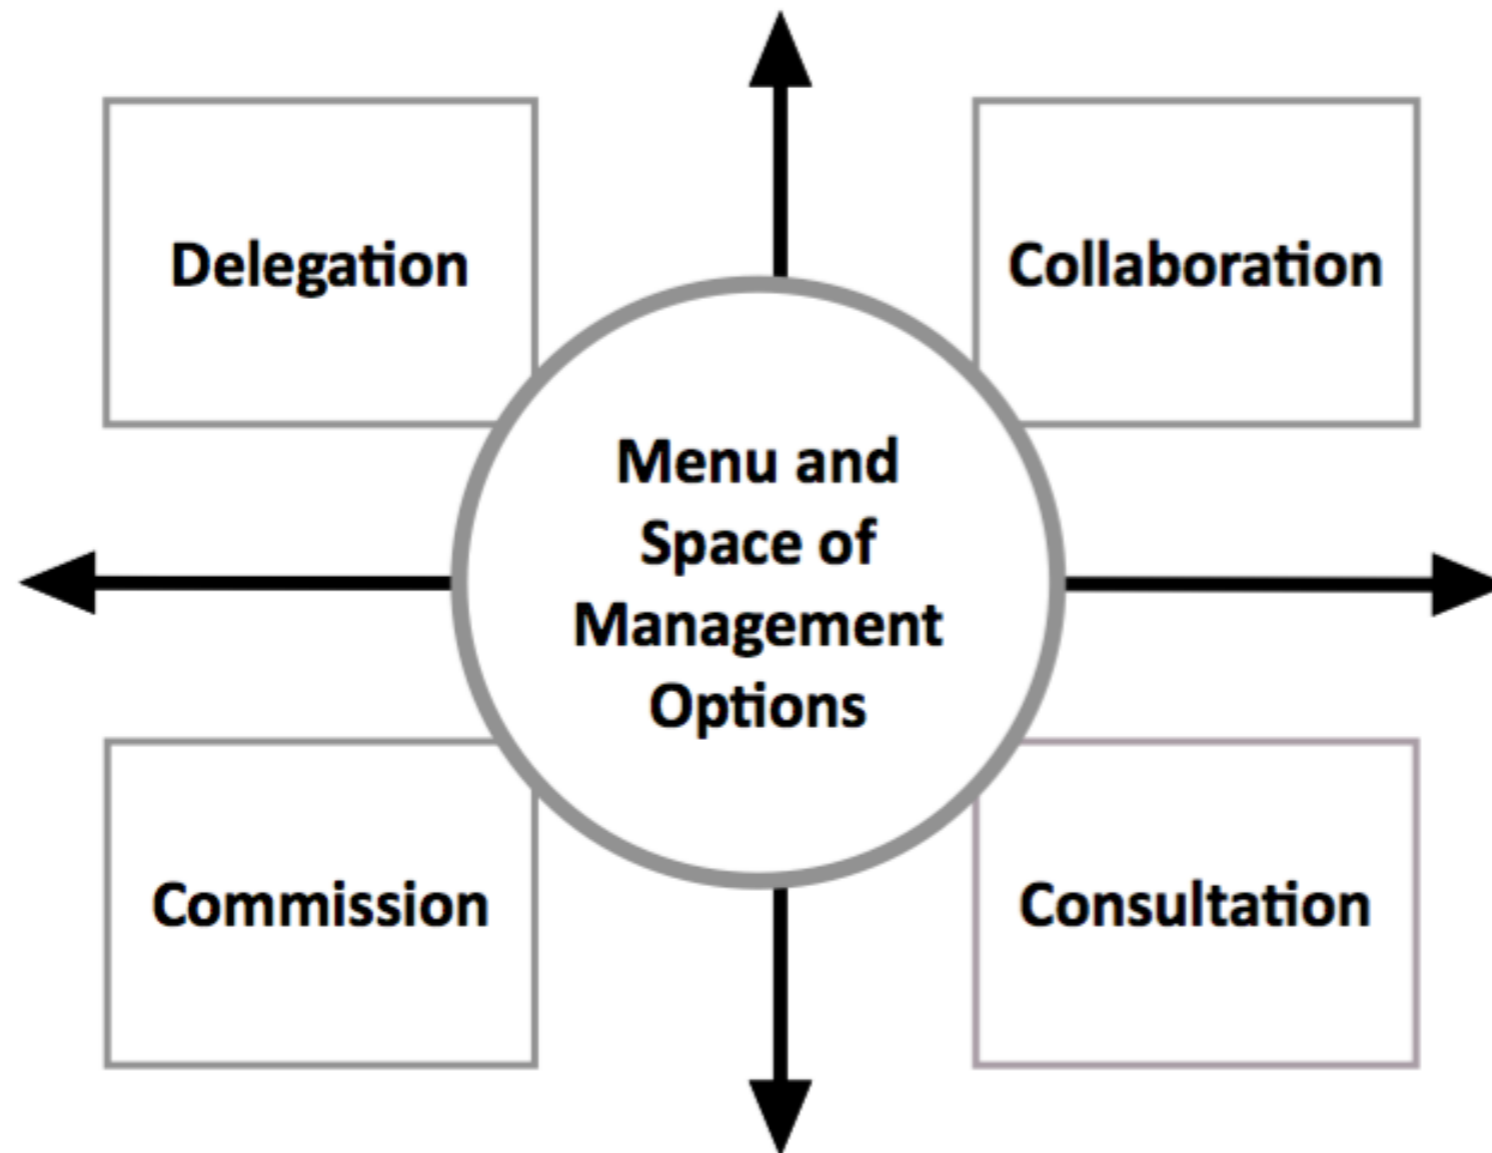 Delegation
Collaboration
Menu and
Space of
Management
Options
Commission
Consultation